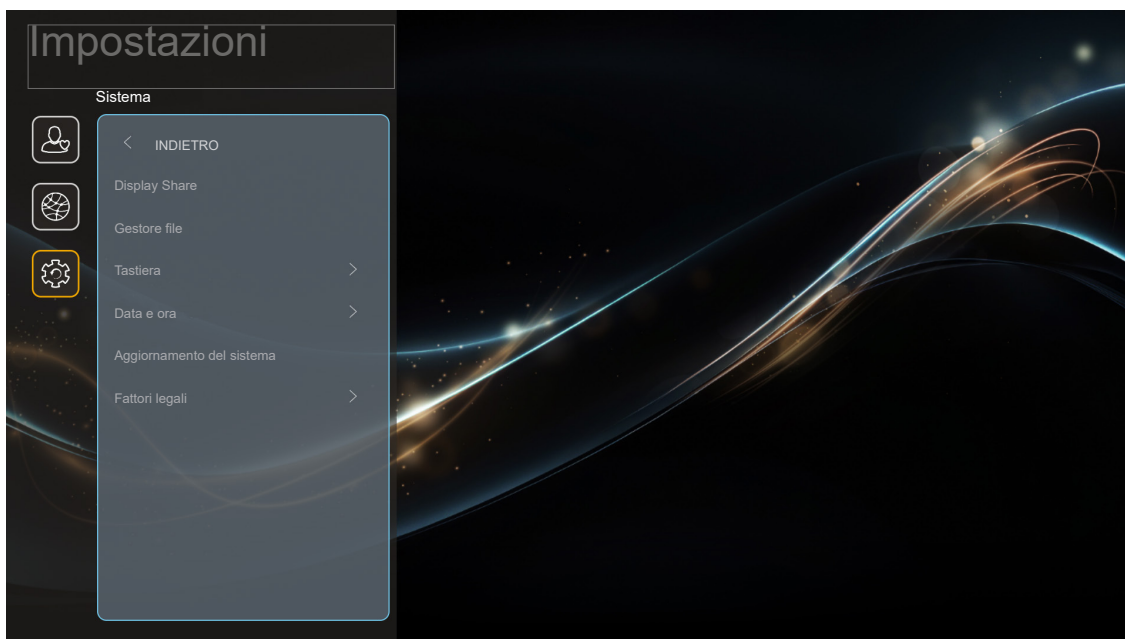 Impostazioni
Sistema
INDIETRO
Display Share
Gestore file
Tastiera
Data e ora
Aggiornamento del sistema
Fattori legali